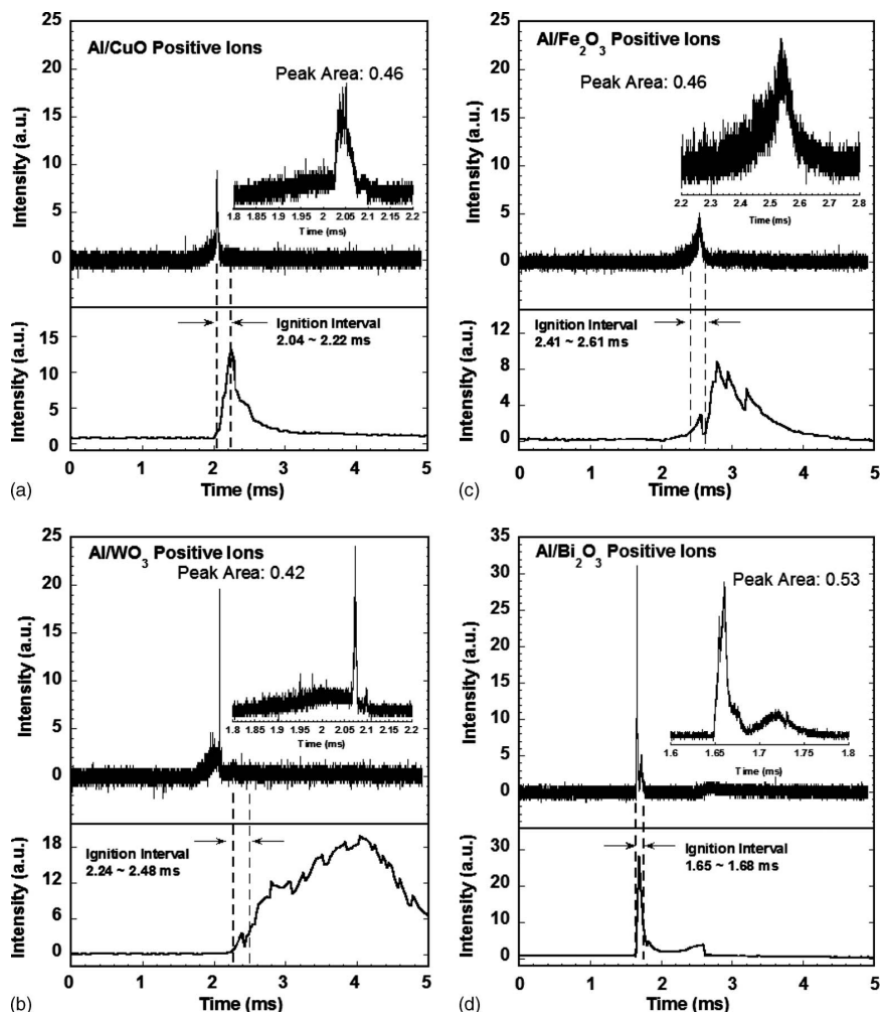 Al/CuO Positive Ions
Peak Area: 0.46
Intensity (a.u.)
25
20
15
10
5
0
1.8 1.85 1.9 1.95 2 2.05 2.1 2.15 2.2
Time (ms)
Ignition Interval
2.04 ~ 2.22 ms
Intensity (a.u.)
15
10
5
0
0 1 2 3 4 5
(a)
Time (ms)
Al/Fe2O3 Positive Ions
Peak Area: 0.46
Intensity (a.u.)
25
20
15
10
5
0
2.2 2.3 2.4 2.5 2.6 2.7 2.8
Time (ms)
Ignition Interval
2.41 ~ 2.61 ms
Intensity (a.u.)
12
8
4
0
0 1 2 3 4 5
(c)
Time (ms)
Al/WO3 Positive Ions
Peak Area: 0.42
Intensity (a.u.)
25
20
15
10
5
0
1.8 1.85 1.9 1.95 2 2.05 2.1 2.15 2.2
Time (ms)
Ignition Interval
2.24 ~ 2.48 ms
Intensity (a.u.)
18
12
6
0
0 1 2 3 4 5
(b)
Time (ms)
Al/Bi2O3 Positive Ions
Peak Area: 0.53
Intensity (a.u.)
35
30
25
20
15
10
5
0
1.6 1.65 1.7 1.75 1.8
Time (ms)
Ignition Interval
1.65 ~ 1.68 ms
Intensity (a.u.)
30
20
10
0
0 1 2 3 4 5
(d)
Time (ms)